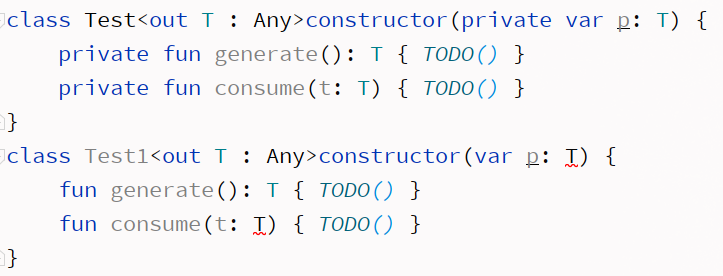 class Test<out T : Any>constructor(private var p: T) {
    private fun generate(): T { TODO() }
    private fun consume(t: T) { TODO() }
}
class Test1<out T : Any>constructor(var p: T) {
    fun generate(): T { TODO() }
    fun consume(t: T) { TODO() }
}